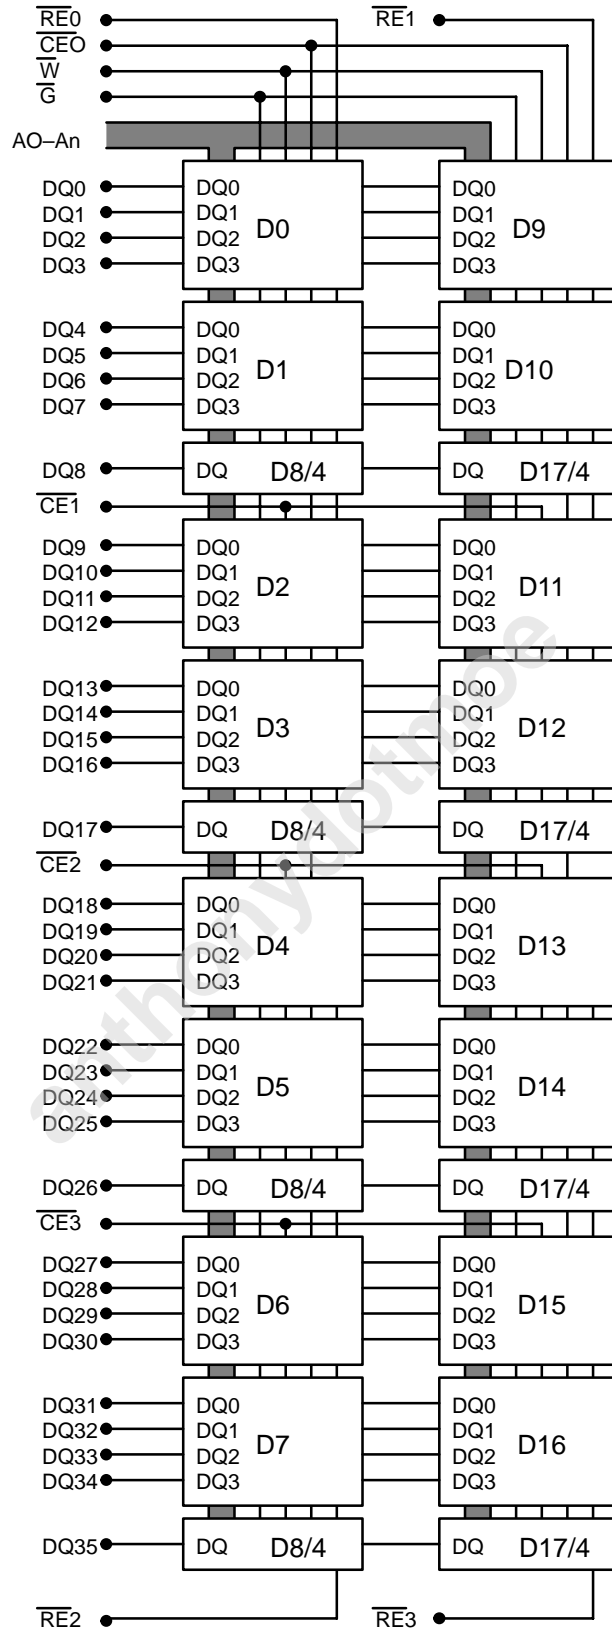 RE0 RE1
CEO
W
G
AO–An
DQ0 DQ0 DQ0
DQ1 DQ1 D0 DQ1 D9
DQ2 DQ2 DQ2
DQ3 DQ3 DQ3
DQ4 DQ0 DQ0
DQ5 DQ1 D1 DQ1 D10
DQ6 DQ2 DQ2
DQ7 DQ3 DQ3
DQ8 DQ D8/4 DQ D17/4
CE1
DQ9 DQ0 DQ0
DQ10 DQ1 D2 DQ1 D11
DQ11 DQ2 DQ2
DQ12 DQ3 DQ3
DQ13 DQ0 DQ0
DQ14 DQ1 D3 DQ1 D12
DQ15 DQ2 DQ2
DQ16 DQ3 DQ3
DQ17 DQ D8/4 DQ D17/4
CE2
DQ18 DQ0 DQ0
DQ19 DQ1 D4 DQ1 D13
DQ20 DQ2 DQ2
DQ21 DQ3 DQ3
DQ22 DQ0 DQ0
DQ23 DQ1 D5 DQ1 D14
DQ24 DQ2 DQ2
DQ25 DQ3 DQ3
DQ26 DQ D8/4 DQ D17/4
CE3
DQ27 DQ0 DQ0
DQ28 DQ1 D6 DQ1 D15
DQ29 DQ2 DQ2
DQ30 DQ3 DQ3
DQ31 DQ0 DQ0
DQ32 DQ1 D7 DQ1 D16
DQ33 DQ2 DQ2
DQ34 DQ3 DQ3
DQ35 DQ D8/4 DQ D17/4
RE2 RE3
anthonydotmoe